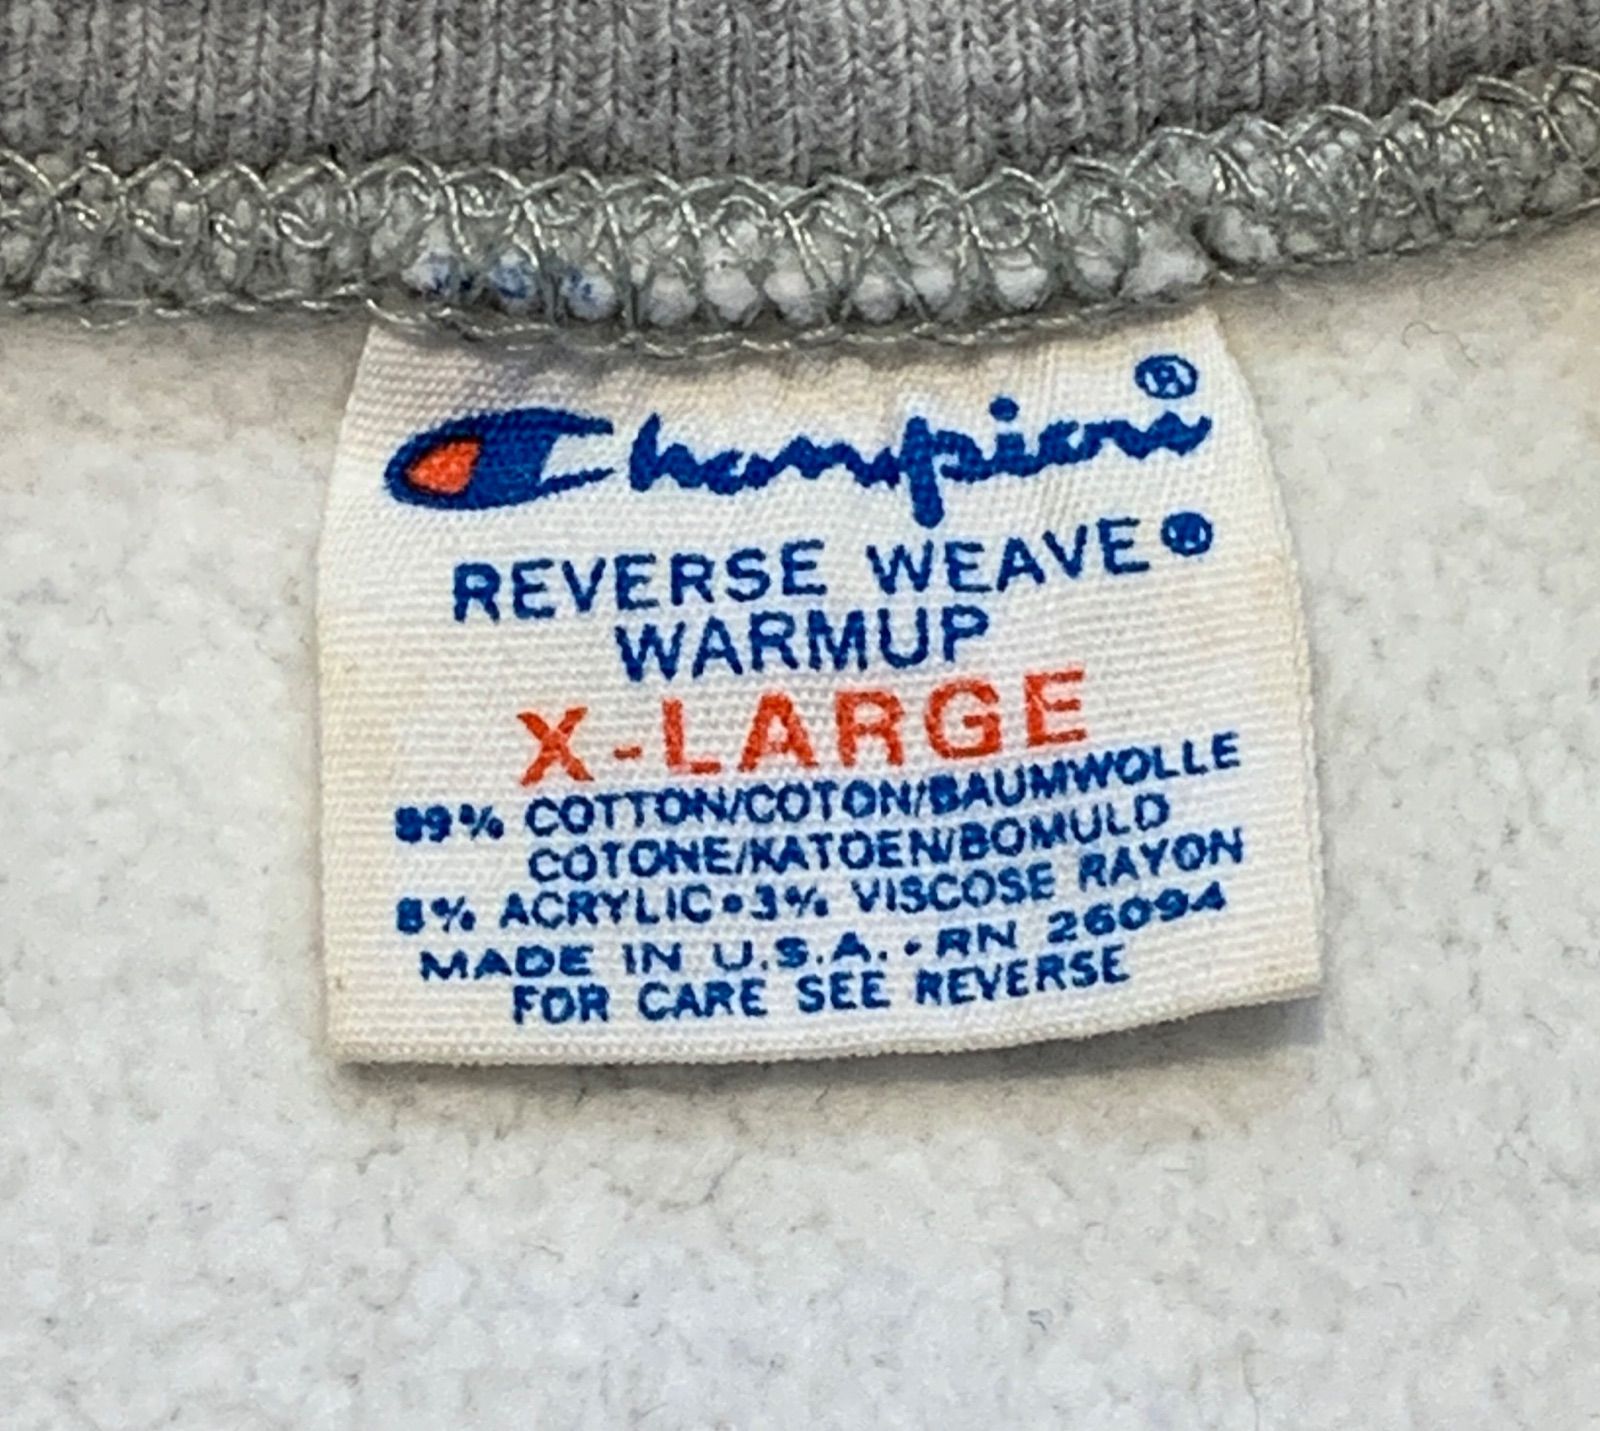 Champion®
REVERSE WEAVE®
WARMUP
X-LARGE
89% COTTON/COTON/BAUMWOLLE
COTONE/KATOEN/BOMULD
8% ACRYLIC•3% VISCOSE RAYON
MADE IN U.S.A. • RN 26094
FOR CARE SEE REVERSE